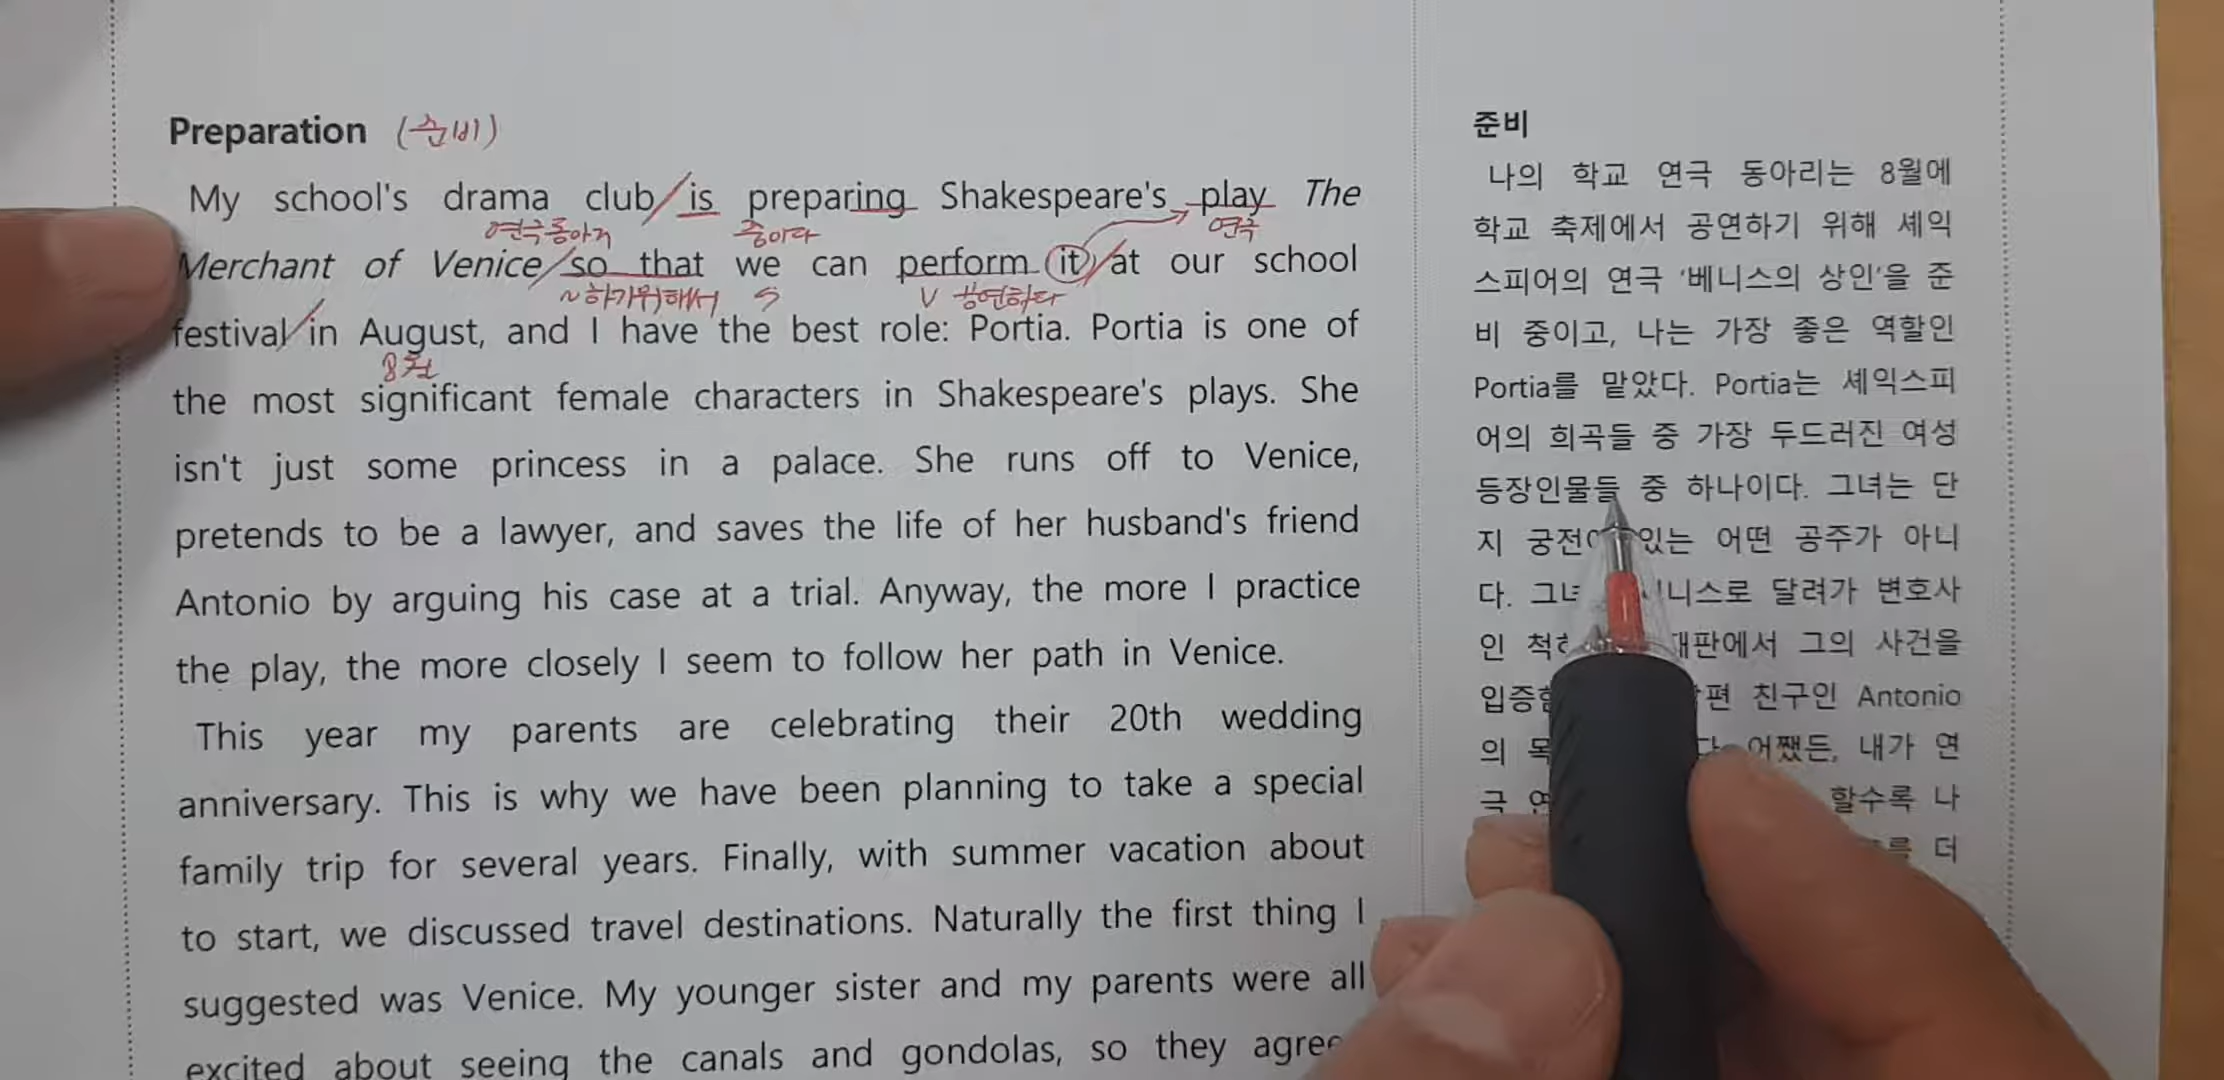 Preparation (준비)
My school's drama club / is preparing Shakespeare's play The
연극동아리 중이다 연극
Merchant of Venice / so that we can perform it / at our school
~하기위해서 S V 공연하다
festival / in August, and I have the best role: Portia. Portia is one of
8월
the most significant female characters in Shakespeare's plays. She
isn't just some princess in a palace. She runs off to Venice,
pretends to be a lawyer, and saves the life of her husband's friend
Antonio by arguing his case at a trial. Anyway, the more I practice
the play, the more closely I seem to follow her path in Venice.
This year my parents are celebrating their 20th wedding
anniversary. This is why we have been planning to take a special
family trip for several years. Finally, with summer vacation about
to start, we discussed travel destinations. Naturally the first thing I
suggested was Venice. My younger sister and my parents were all
excited about seeing the canals and gondolas, so they
준비
나의 학교 연극 동아리는 8월에
학교 축제에서 공연하기 위해 셰익
스피어의 연극 '베니스의 상인'을 준
비 중이고, 나는 가장 좋은 역할인
Portia를 맡았다. Portia는 셰익스피
어의 희곡들 중 가장 두드러진 여성
등장인물들 중 하나이다. 그녀는 단
지 있는 어떤 공주가 아니
다. 달려가 변호사
인 그의 사건을
친구인 Antonio
의 어쨌든, 내가 연
극 할수록 나
더